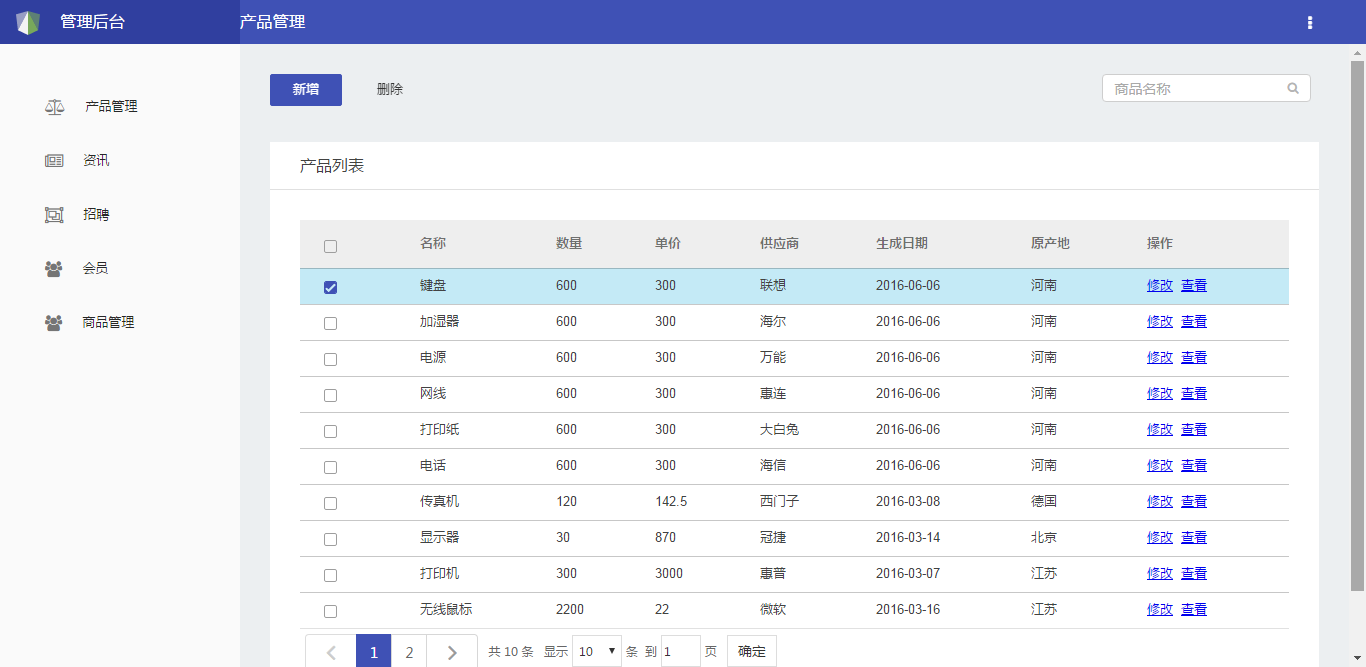 管理后台 产品管理
产品管理
资讯
招聘
会员
商品管理
新增 删除 商品名称
产品列表
名称 数量 单价 供应商 生成日期 原产地 操作
键盘 600 300 联想 2016-06-06 河南 修改 查看
加湿器 600 300 海尔 2016-06-06 河南 修改 查看
电源 600 300 万能 2016-06-06 河南 修改 查看
网线 600 300 惠连 2016-06-06 河南 修改 查看
打印纸 600 300 大白兔 2016-06-06 河南 修改 查看
电话 600 300 海信 2016-06-06 河南 修改 查看
传真机 120 142.5 西门子 2016-03-08 德国 修改 查看
显示器 30 870 冠捷 2016-03-14 北京 修改 查看
打印机 300 3000 惠普 2016-03-07 江苏 修改 查看
无线鼠标 2200 22 微软 2016-03-16 江苏 修改 查看
1 2 共 10 条 显示 10 条 到 1 页 确定